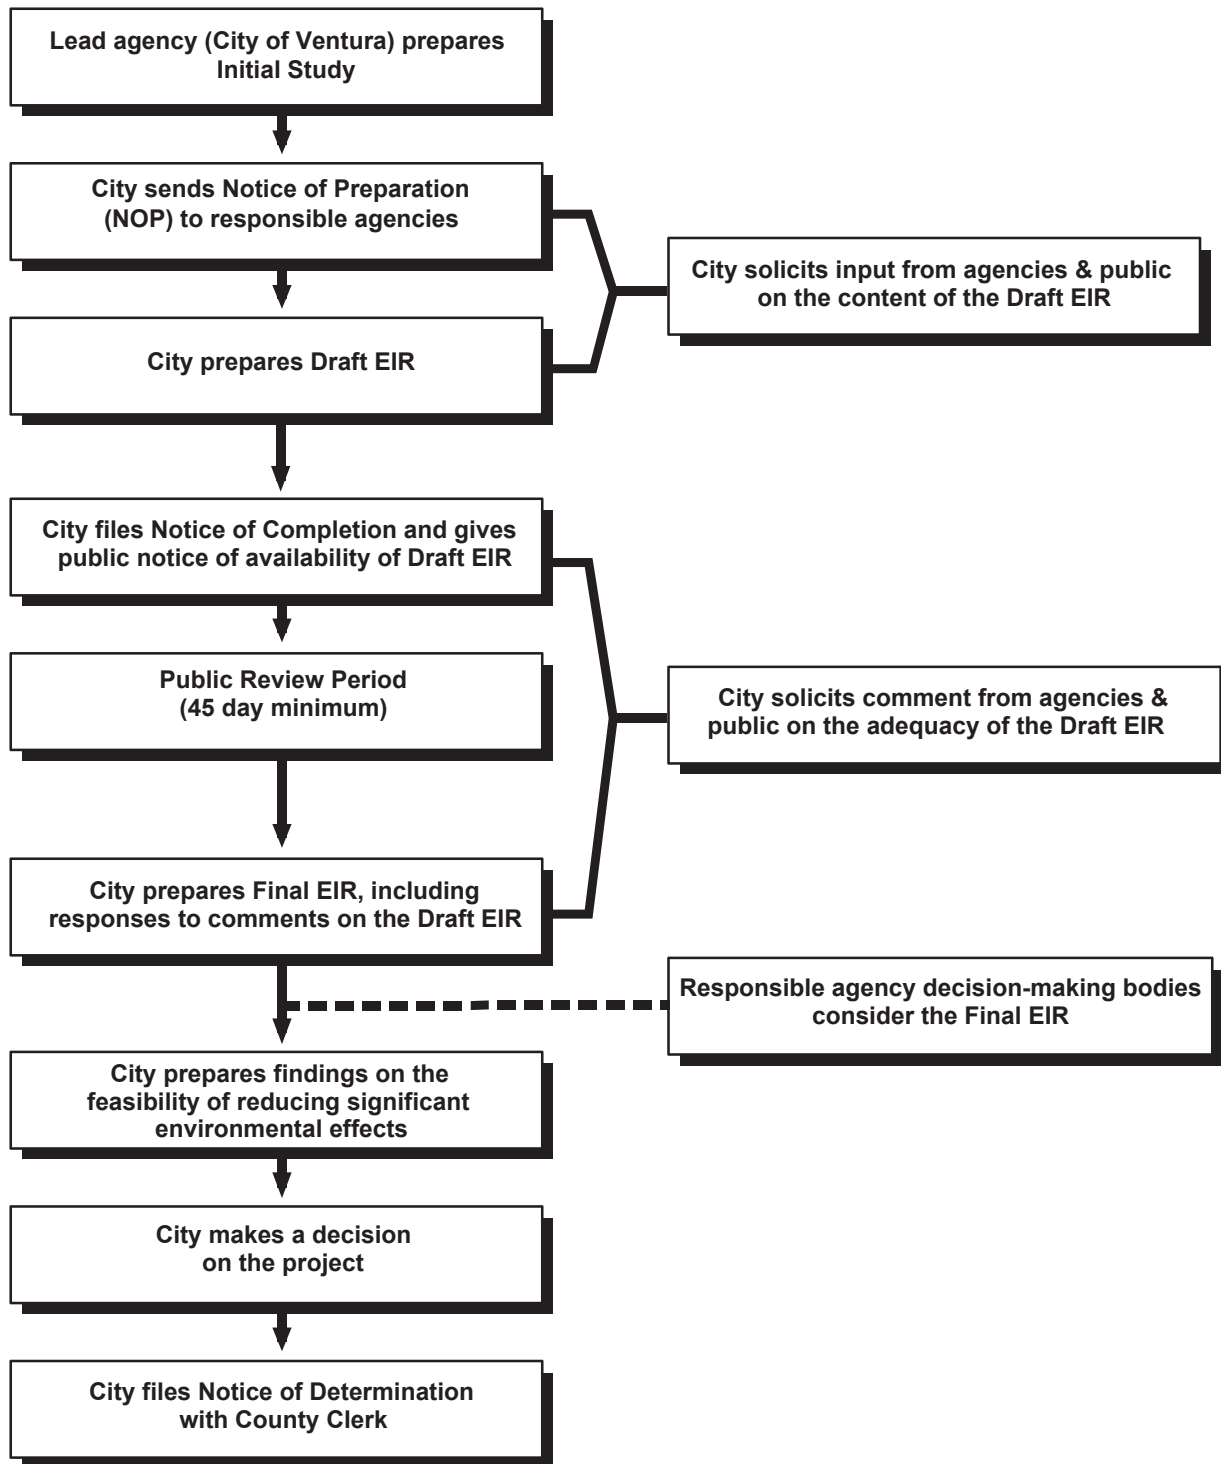 Lead agency (City of Ventura) prepares
Initial Study
City sends Notice of Preparation
(NOP) to responsible agencies
City solicits input from agencies & public
on the content of the Draft EIR
City prepares Draft EIR
City files Notice of Completion and gives
public notice of availability of Draft EIR
Public Review Period
(45 day minimum)
City solicits comment from agencies &
public on the adequacy of the Draft EIR
City prepares Final EIR, including
responses to comments on the Draft EIR
Responsible agency decision-making bodies
consider the Final EIR
City prepares findings on the
feasibility of reducing significant
environmental effects
City makes a decision
on the project
City files Notice of Determination
with County Clerk